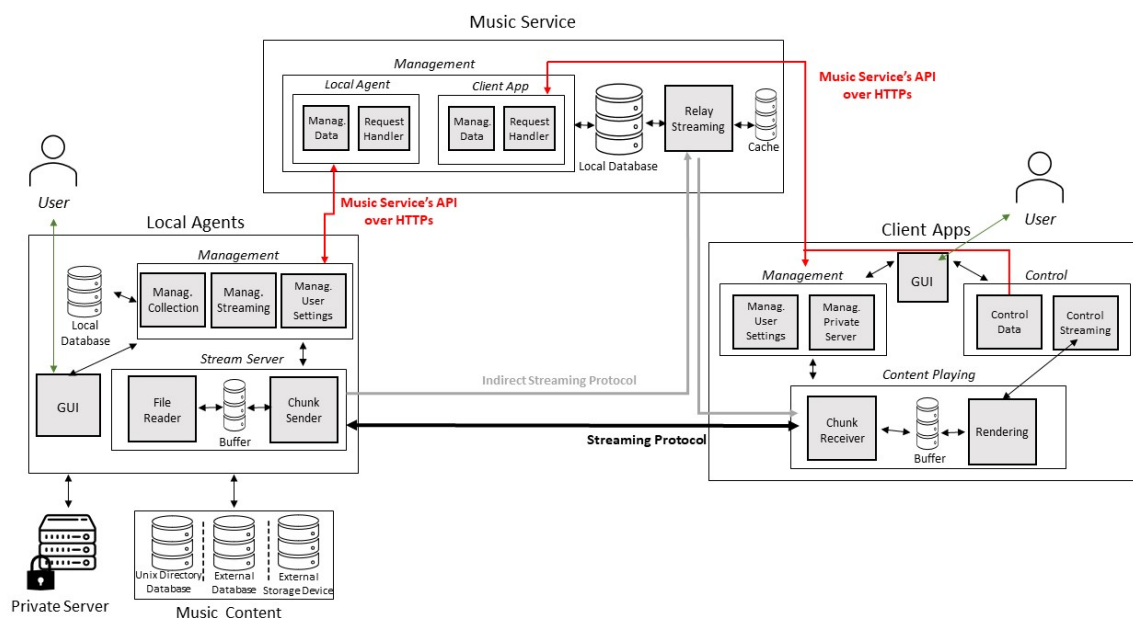 Music Service
Management
Local Agent
Client App
Manag.
Data
Request
Handler
Manag.
Data
Request
Handler
Local Database
Relay
Streaming
Cache
Music Service's API
over HTTPs
Music Service's API
over HTTPs
User
User
Local Agents
Management
Local
Database
Manag.
Collection
Manag.
Streaming
Manag.
User
Settings
Stream Server
GUI
File
Reader
Buffer
Chunk
Sender
Indirect Streaming Protocol
Streaming Protocol
Client Apps
Management
GUI
Control
Manag.
User
Settings
Manag.
Private
Server
Control
Data
Control
Streaming
Content Playing
Chunk
Receiver
Buffer
Rendering
Private Server
Unix Directory
Database
External
Database
External
Storage Device
Music Content